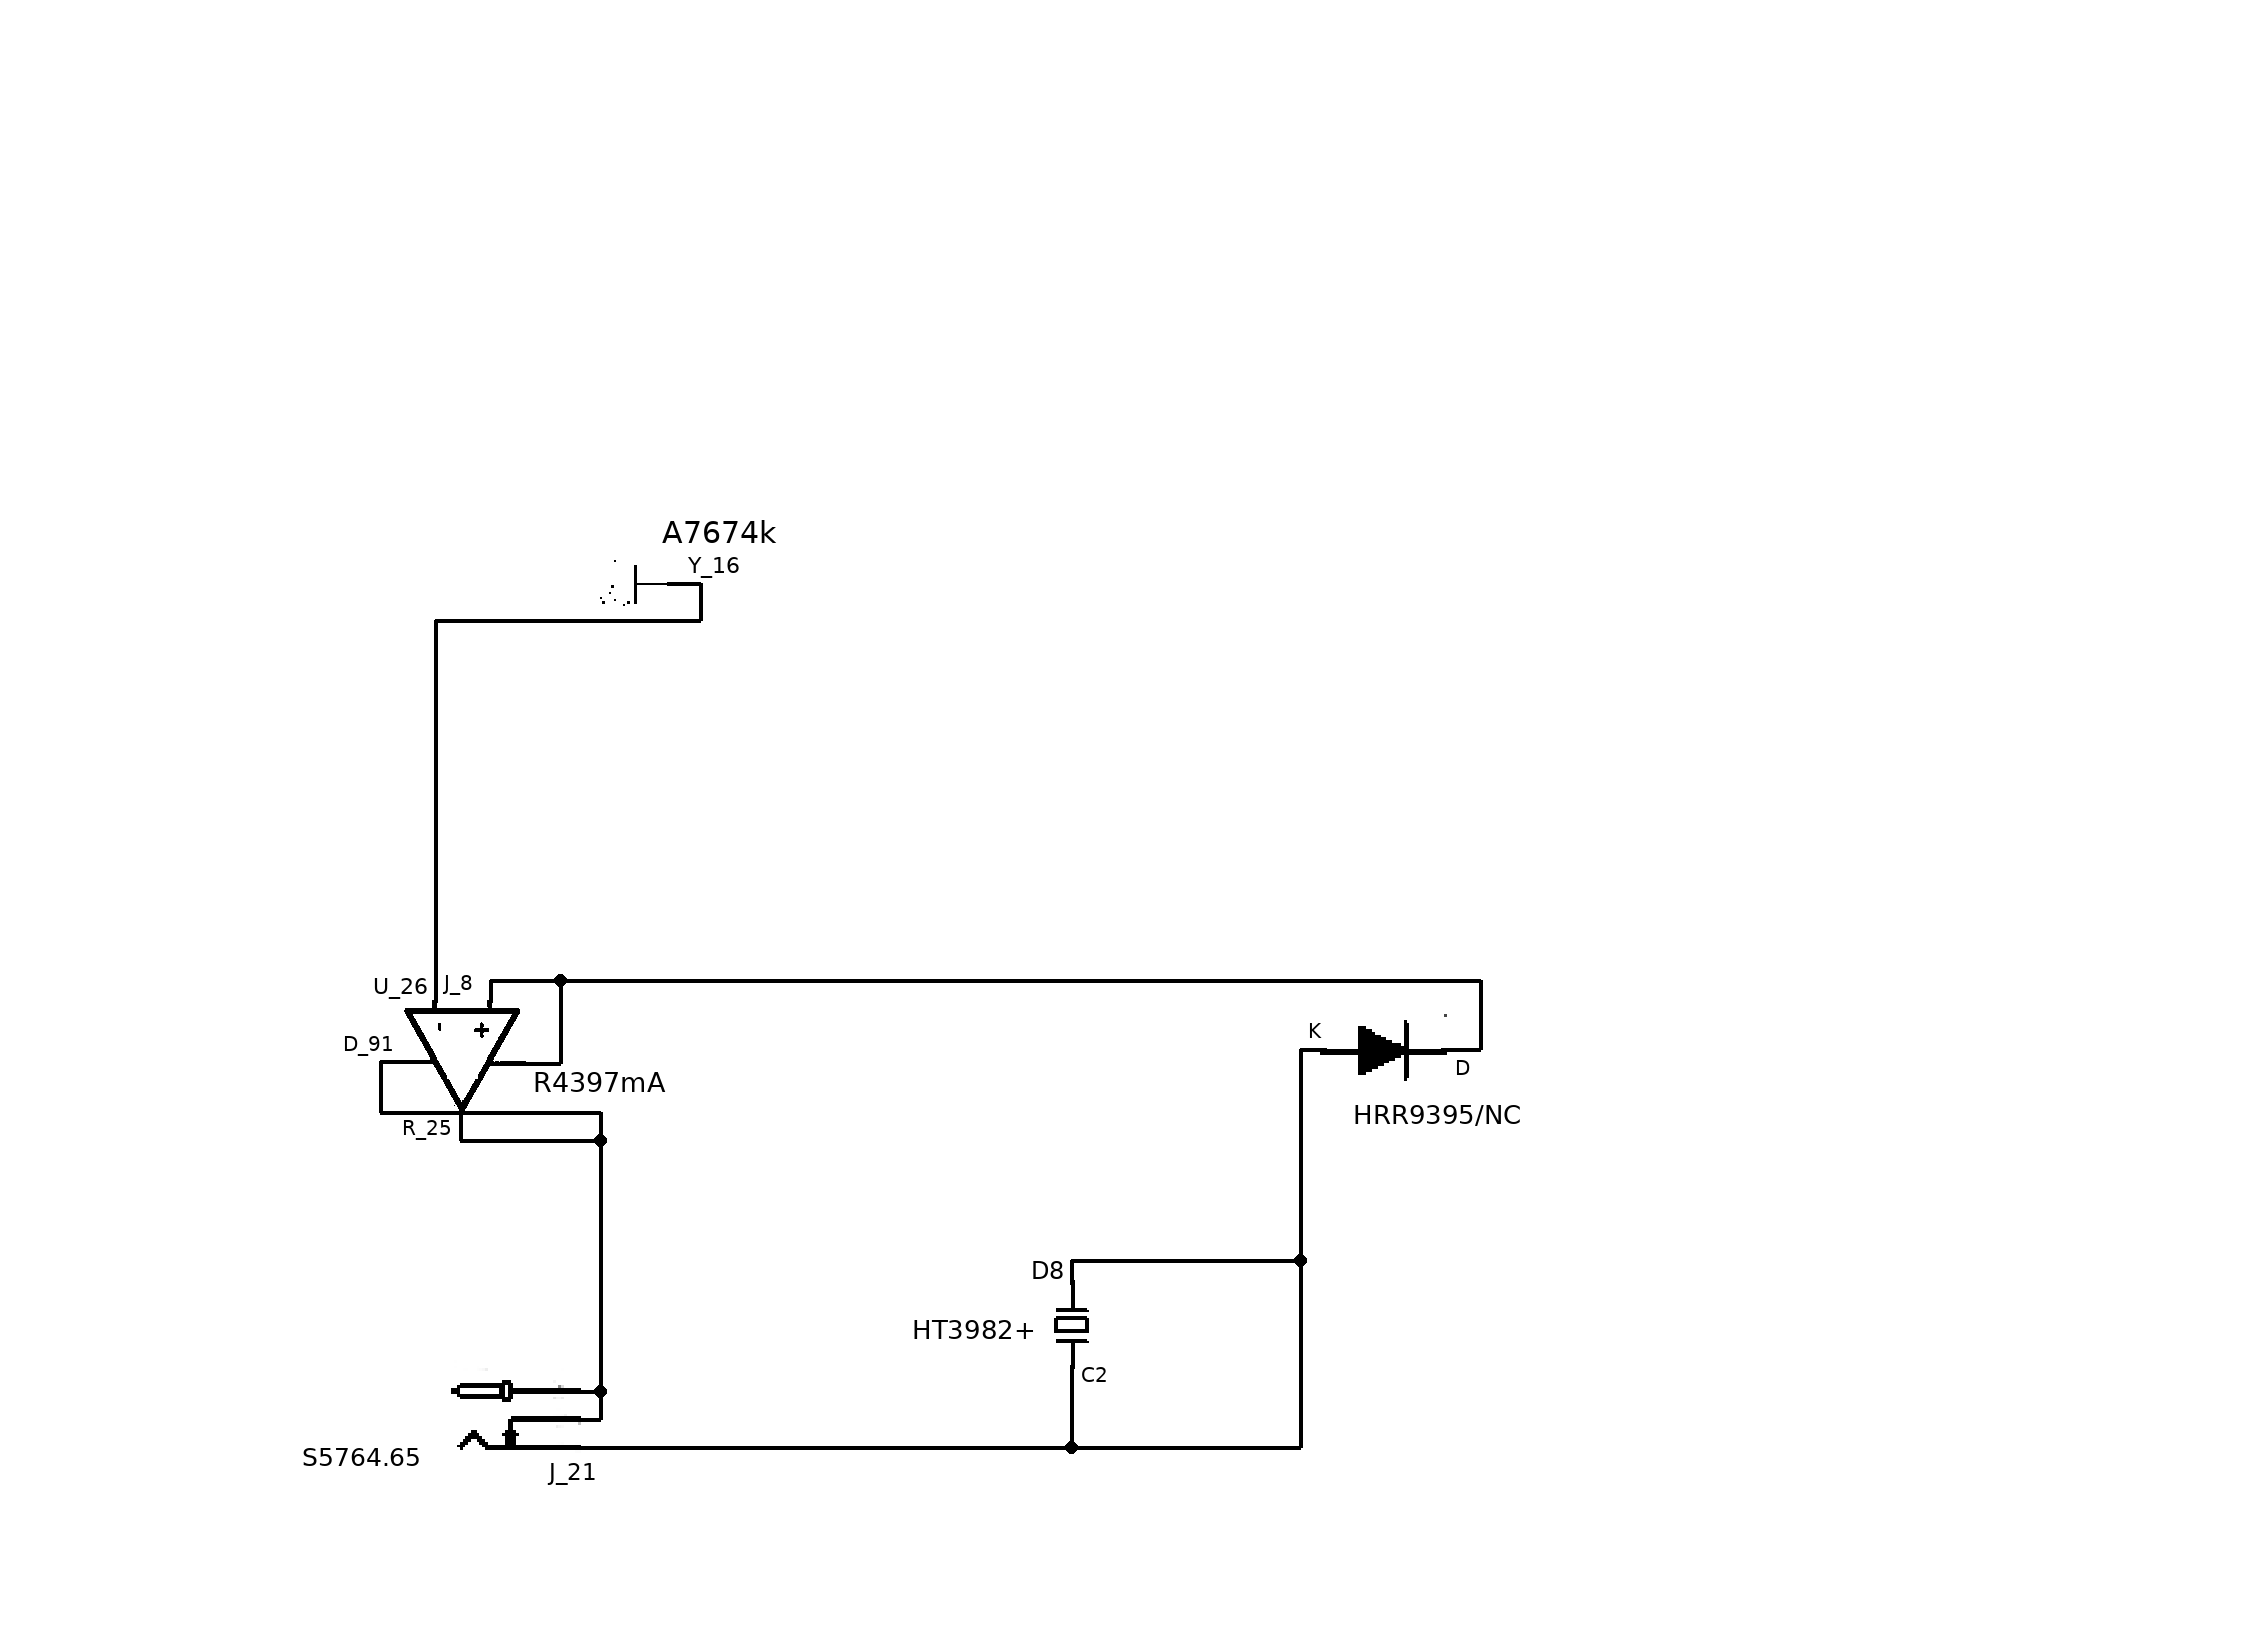 A7674k
Y_16
U_26
J_8
D_91
R4397mA
R_25
K
D
HRR9395/NC
D8
HT3982+
C2
S5764.65
J_21